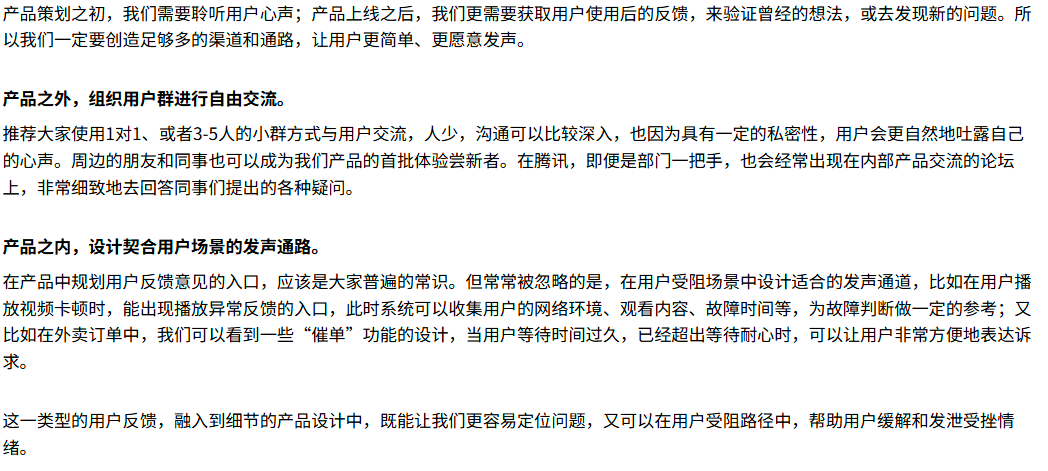 产品策划之初，我们需要聆听用户心声；产品上线之后，我们更需要获取用户使用后的反馈，来验证曾经的想法，或去发现新的问题。所
以我们一定要创造足够多的渠道和通路，让用户更简单、更愿意发声。
产品之外，组织用户群进行自由交流。
推荐大家使用1对1、或者3-5人的小群方式与用户交流，人少，沟通可以比较深入，也因为具有一定的私密性，用户会更自然地吐露自己
的心声。周边的朋友和同事也可以成为我们产品的首批体验尝新者。在腾讯，即便是部门一把手，也会经常出现在内部产品交流的论坛
上，非常细致地去回答同事们提出的各种疑问。
产品之内，设计契合用户场景的发声通路。
在产品中规划用户反馈意见的入口，应该是大家普遍的常识。但常常被忽略的是，在用户受阻场景中设计适合的发声通道，比如在用户播
放视频卡顿时，能出现播放异常反馈的入口，此时系统可以收集用户的网络环境、观看内容、故障时间等，为故障判断做一定的参考；又
比如在外卖订单中，我们可以看到一些“催单”功能的设计，当用户等待时间过久，已经超出等待耐心时，可以让用户非常方便地表达诉
求。
这一类型的用户反馈，融入到细节的产品设计中，既能让我们更容易定位问题，又可以在用户受阻路径中，帮助用户缓解和发泄受挫情
绪。